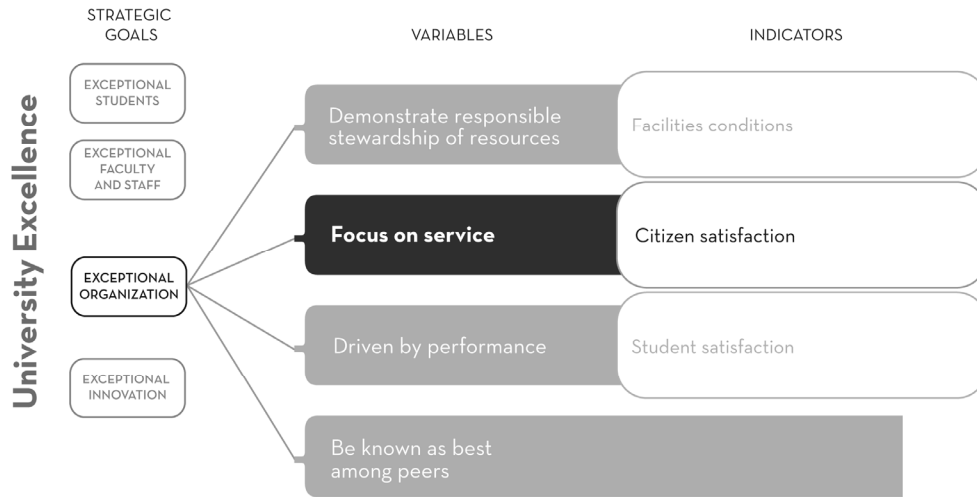 STRATEGIC
GOALS
VARIABLES
INDICATORS
University Excellence
EXCEPTIONAL
STUDENTS
EXCEPTIONAL
FACULTY
AND STAFF
EXCEPTIONAL
ORGANIZATION
EXCEPTIONAL
INNOVATION
Demonstrate responsible
stewardship of resources
Facilities conditions
Focus on service
Citizen satisfaction
Driven by performance
Student satisfaction
Be known as best
among peers